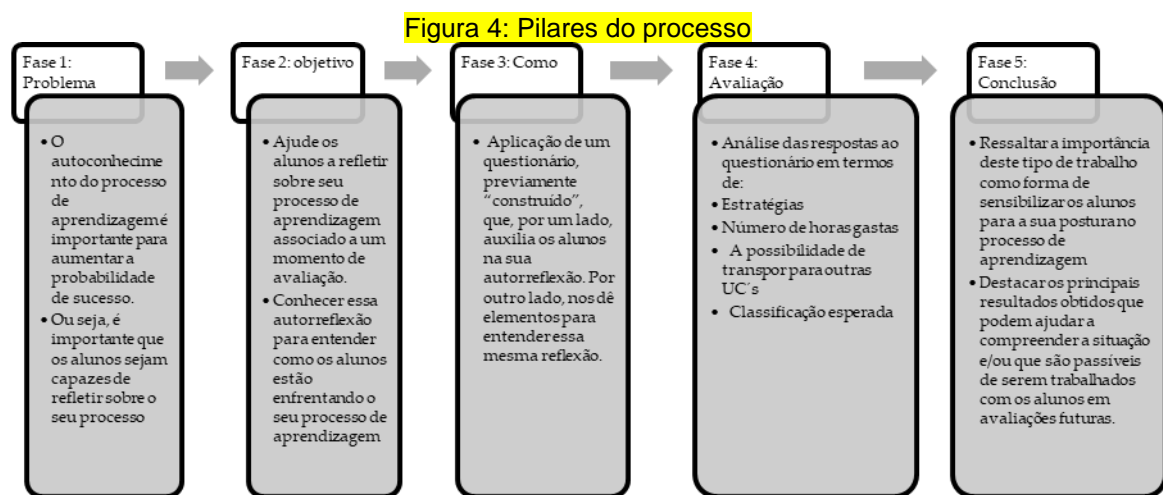 Figura 4: Pilares do processo
Fase 1:
Problema
• O
autoconhecime
nto do processo
de
aprendizagem é
importante para
aumentar a
probabilidade
de sucesso.
• Ou seja, é
importante que
os alunos sejam
capazes de
refletir sobre o
seu processo
Fase 2: objetivo
• Ajude os
alunos a refletir
sobre seu
processo de
aprendizagem
associado a um
momento de
avaliação.
• Conhecer essa
autorreflexão
para entender
como os alunos
estão
enfrentando o
seu processo de
aprendizagem
Fase 3: Como
• Aplicação de um
questionário,
previamente
“construído”,
que, por um lado,
auxilia os alunos
na sua
autorreflexão. Por
outro lado, nos dê
elementos para
entender essa
mesma reflexão.
Fase 4:
Avaliação
• Análise das respostas ao
questionário em termos
de:
• Estratégias
• Número de horas gastas
• A possibilidade de
transpor para outras
UC´s
• Classificação esperada
Fase 5:
Conclusão
• Ressaltar a importância
deste tipo de trabalho
como forma de
sensibilizar os alunos
para a sua postura no
processo de
aprendizagem
• Destacar os principais
resultados obtidos que
podem ajudar a
compreender a situação
e/ou que são passíveis
de serem trabalhados
com os alunos em
avaliações futuras.